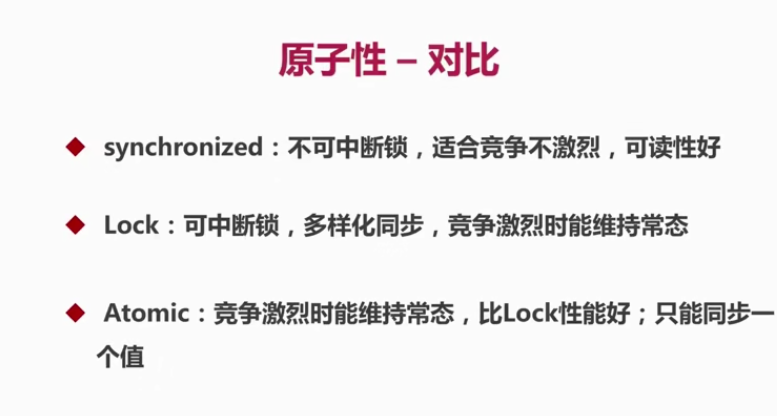 原子性 – 对比
synchronized：不可中断锁，适合竞争不激烈，可读性好
Lock：可中断锁，多样化同步，竞争激烈时能维持常态
Atomic：竞争激烈时能维持常态，比Lock性能好；只能同步一
个值